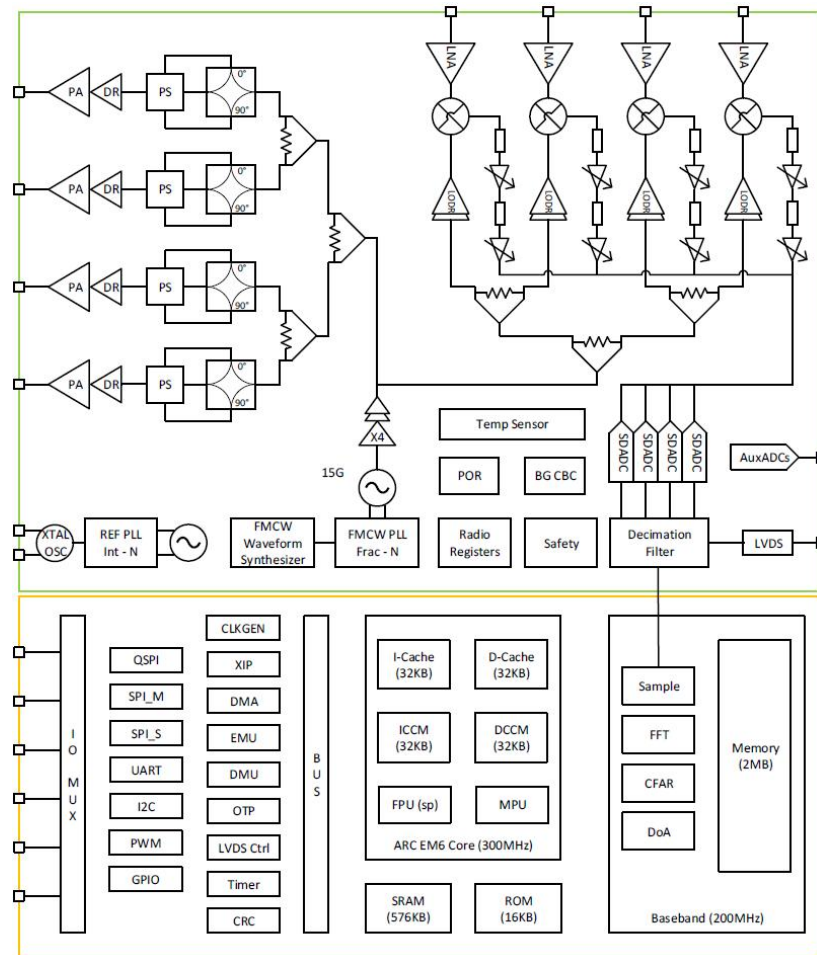 LNA
LNA
LNA
LNA
PA
DR
PS
0°
90°
PA
DR
PS
0°
90°
PA
DR
PS
0°
90°
PA
DR
PS
0°
90°
LODR
LODR
LODR
LODR
X4
15G
Temp Sensor
POR
BG CBC
SDADC
SDADC
SDADC
SDADC
AuxADCs
XTAL
OSC
REF PLL
Int - N
FMCW
Waveform
Synthesizer
FMCW PLL
Frac - N
Radio
Registers
Safety
Decimation
Filter
LVDS
IO MUX
QSPI
SPI_M
SPI_S
UART
I2C
PWM
GPIO
CLKGEN
XIP
DMA
EMU
DMU
OTP
LVDS Ctrl
Timer
CRC
BUS
I-Cache
(32KB)
D-Cache
(32KB)
ICCM
(32KB)
DCCM
(32KB)
FPU (sp)
MPU
ARC EM6 Core (300MHz)
SRAM
(576KB)
ROM
(16KB)
Sample
FFT
CFAR
DoA
Memory
(2MB)
Baseband (200MHz)